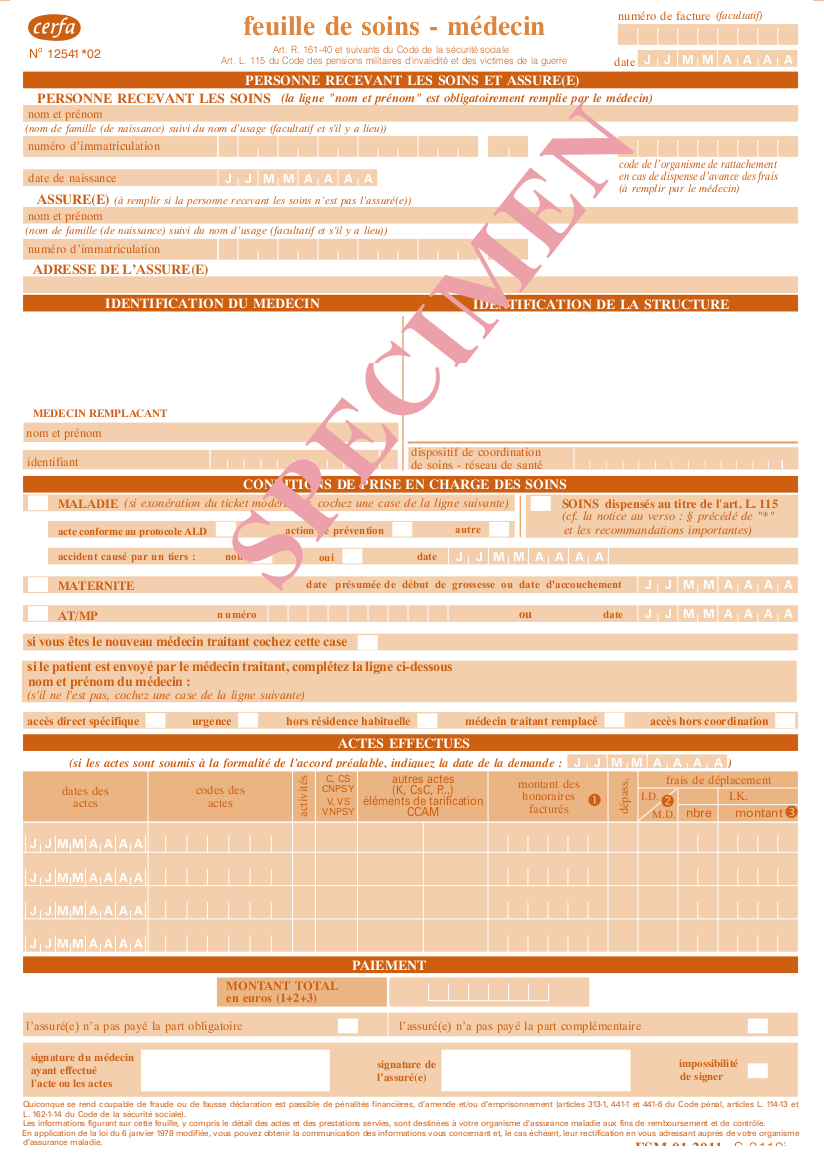 cerfa
N° 12541*02
feuille de soins - médecin
Art. R. 161-40 et suivants du Code de la sécurité sociale
Art. L. 115 du Code des pensions militaires d'invalidité et des victimes de la guerre
numéro de facture (facultatif)
date J J M M A A A A
PERSONNE RECEVANT LES SOINS ET ASSURE(E)
PERSONNE RECEVANT LES SOINS (la ligne "nom et prénom" est obligatoirement remplie par le médecin)
nom et prénom
(nom de famille (de naissance) suivi du nom d'usage (facultatif et s'il y a lieu))
numéro d'immatriculation
code de l'organisme de rattachement
en cas de dispense d'avance des frais
(à remplir par le médecin)
date de naissance J J M M A A A A
ASSURE(E) (à remplir si la personne recevant les soins n'est pas l'assuré(e))
nom et prénom
(nom de famille (de naissance) suivi du nom d'usage (facultatif et s'il y a lieu))
numéro d'immatriculation
ADRESSE DE L'ASSURE(E)
SPECIMEN
IDENTIFICATION DU MEDECIN
IDENTIFICATION DE LA STRUCTURE
MEDECIN REMPLACANT
nom et prénom
identifiant
dispositif de coordination
de soins - réseau de santé
CONDITIONS DE PRISE EN CHARGE DES SOINS
MALADIE (si exonération du ticket modérateur, cochez une case de la ligne suivante)
SOINS dispensés au titre de l'art. L. 115
(cf. la notice au verso : § précédé de "*"
et les recommandations importantes)
acte conforme au protocole ALD action de prévention autre
accident causé par un tiers : non oui date J J M M A A A A
MATERNITE date présumée de début de grossesse ou date d'accouchement J J M M A A A A
AT/MP numéro ou date J J M M A A A A
si vous êtes le nouveau médecin traitant cochez cette case
si le patient est envoyé par le médecin traitant, complétez la ligne ci-dessous
nom et prénom du médecin :
(s'il ne l'est pas, cochez une case de la ligne suivante)
accès direct spécifique urgence hors résidence habituelle médecin traitant remplacé accès hors coordination
ACTES EFFECTUES
(si les actes sont soumis à la formalité de l'accord préalable, indiquez la date de la demande : J J M M A A A A)
dates des
actes
codes des
actes
activités
C, CS
CNPSY
V, VS
VNPSY
autres actes
(K, CsC, P...)
éléments de tarification
CCAM
montant des
honoraires
facturés 1
dépass.
frais de déplacement
I.D. 2
M.D.
I.K.
nbre montant 3
J J M M A A A A
J J M M A A A A
J J M M A A A A
J J M M A A A A
PAIEMENT
MONTANT TOTAL
en euros (1+2+3)
l'assuré(e) n'a pas payé la part obligatoire
l'assuré(e) n'a pas payé la part complémentaire
signature du médecin
ayant effectué
l'acte ou les actes
signature de
l'assuré(e)
impossibilité
de signer
Quiconque se rend coupable de fraude ou de fausse déclaration est passible de pénalités financières, d'amende et/ou d'emprisonnement (articles 313-1, 441-1 et 441-6 du Code pénal, articles L. 114-13 et
L. 162-1-14 du Code de la sécurité sociale).
Les informations figurant sur cette feuille, y compris le détail des actes et des prestations servies, sont destinées à votre organisme d'assurance maladie aux fins de remboursement et de contrôle.
En application de la loi du 6 janvier 1978 modifiée, vous pouvez obtenir la communication des informations vous concernant et, le cas échéant, leur rectification en vous adressant auprès de votre organisme
d'assurance maladie.